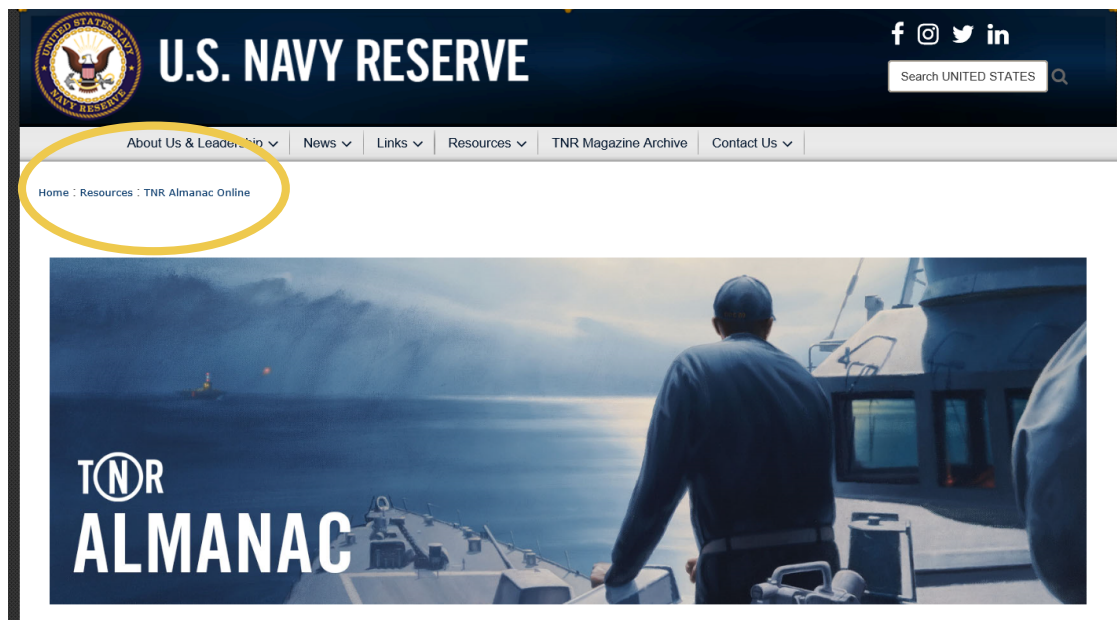 UNITED STATES NAVY RESERVE
U.S. NAVY RESERVE
Search UNITED STATES
About Us & Leadership
News
Links
Resources
TNR Magazine Archive
Contact Us
Home : Resources : TNR Almanac Online
TNR
ALMANAC